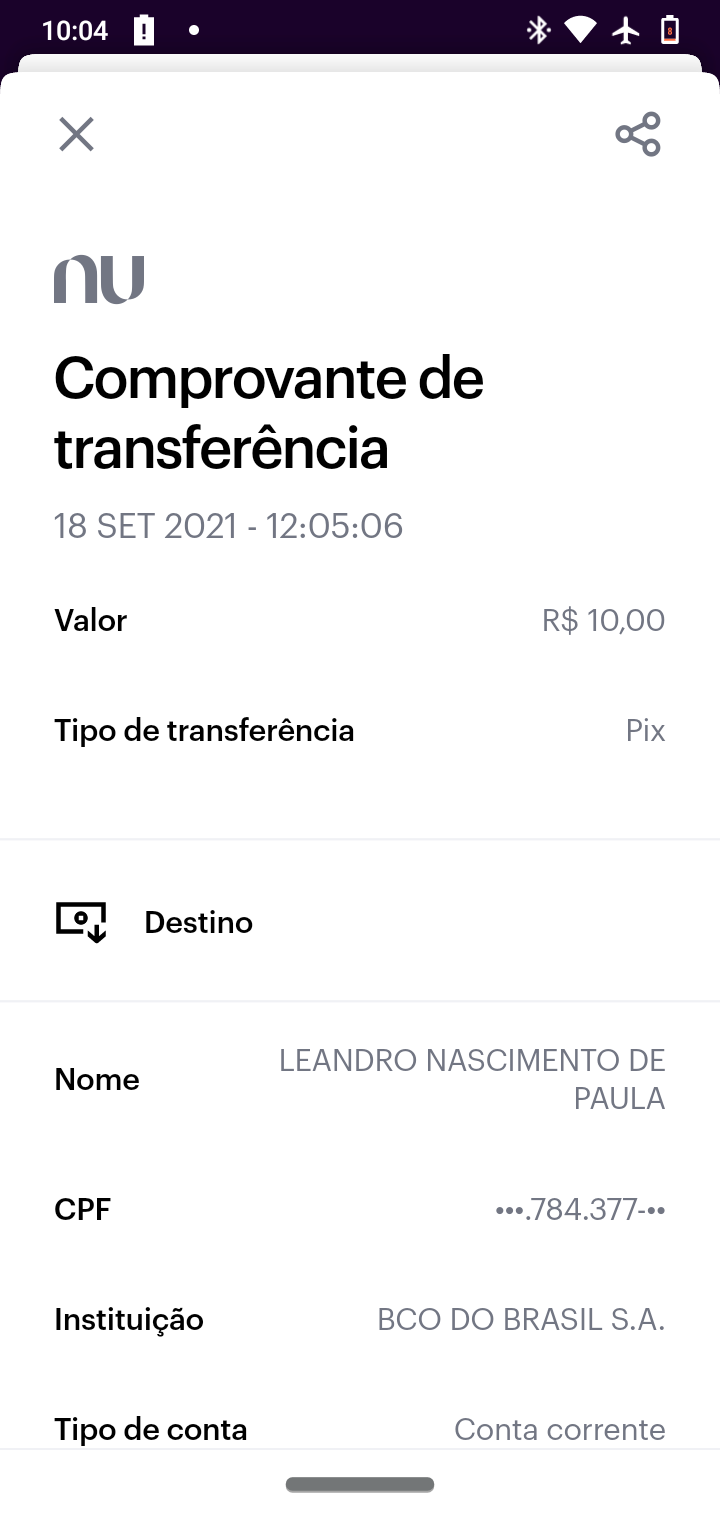 10:04
8
nu
Comprovante de
transferência
18 SET 2021 - 12:05:06
Valor R$ 10,00
Tipo de transferência Pix
Destino
Nome LEANDRO NASCIMENTO DE
PAULA
CPF •••.784.377-••
Instituição BCO DO BRASIL S.A.
Tipo de conta Conta corrente